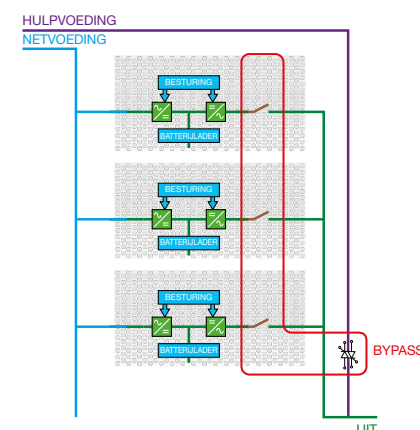 HULPVOEDING
NETVOEDING
BESTURING
BATTERIJLADER
BESTURING
BATTERIJLADER
BESTURING
BATTERIJLADER
BYPASS
UIT